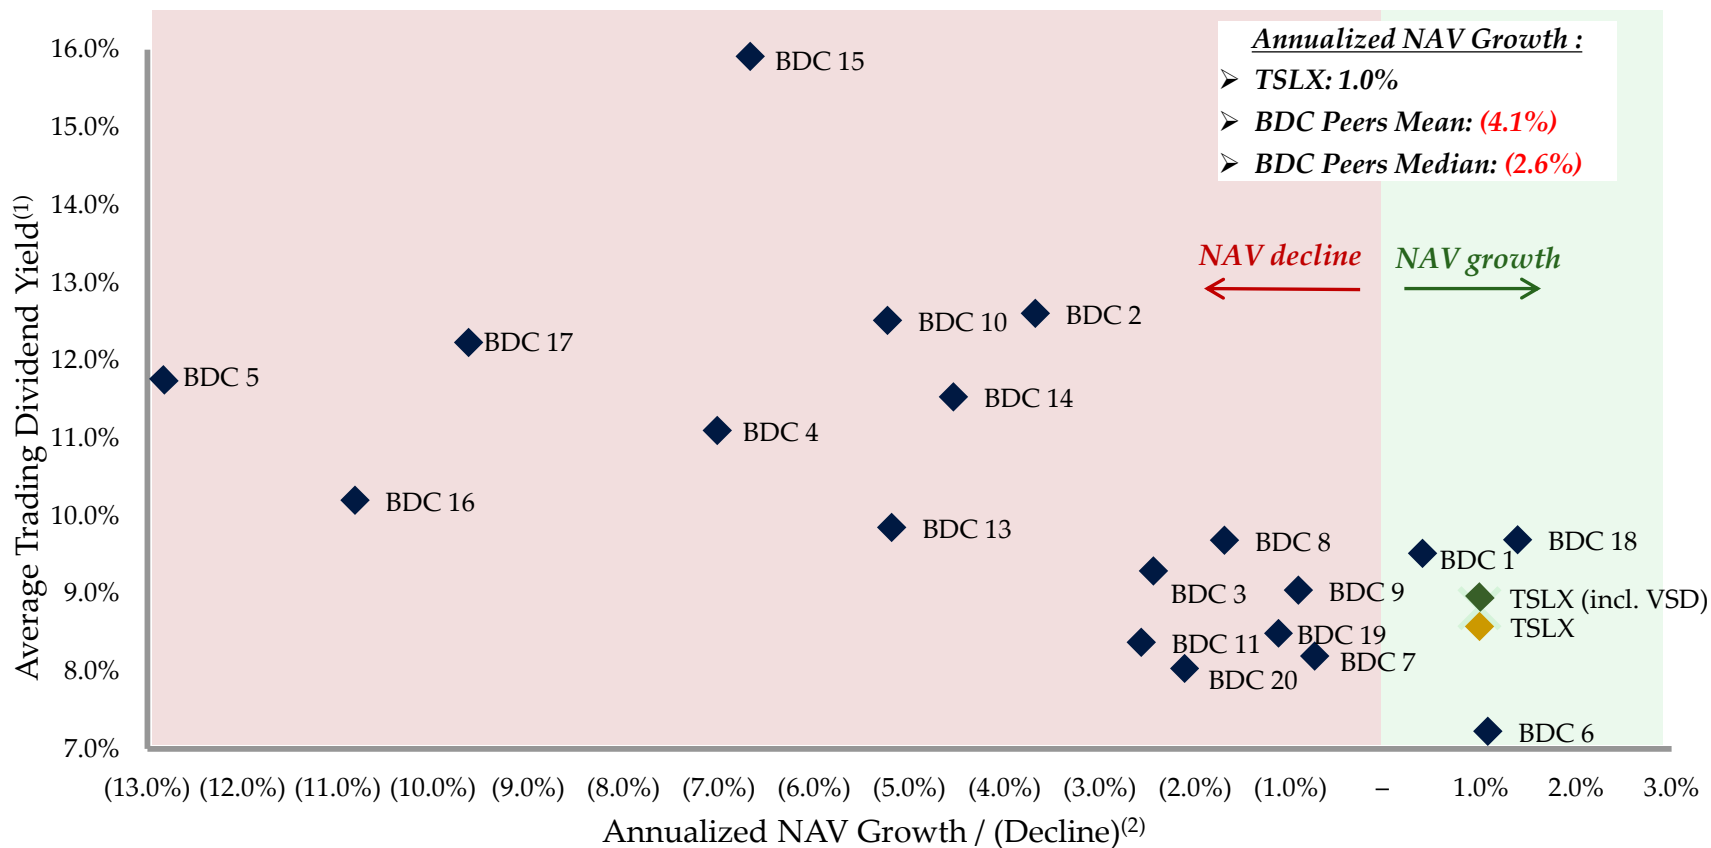 Annualized NAV Growth :
➢ TSLX: 1.0%
➢ BDC Peers Mean: (4.1%)
➢ BDC Peers Median: (2.6%)
NAV decline
NAV growth
Average Trading Dividend Yield(1)
16.0%
15.0%
14.0%
13.0%
12.0%
11.0%
10.0%
9.0%
8.0%
7.0%
BDC 15
BDC 10
BDC 2
BDC 17
BDC 5
BDC 14
BDC 4
BDC 16
BDC 13
BDC 8
BDC 18
BDC 1
BDC 3
BDC 9
TSLX (incl. VSD)
TSLX
BDC 19
BDC 11
BDC 7
BDC 20
BDC 6
(13.0%) (12.0%) (11.0%) (10.0%) (9.0%) (8.0%) (7.0%) (6.0%) (5.0%) (4.0%) (3.0%) (2.0%) (1.0%) – 1.0% 2.0% 3.0%
Annualized NAV Growth / (Decline)(2)